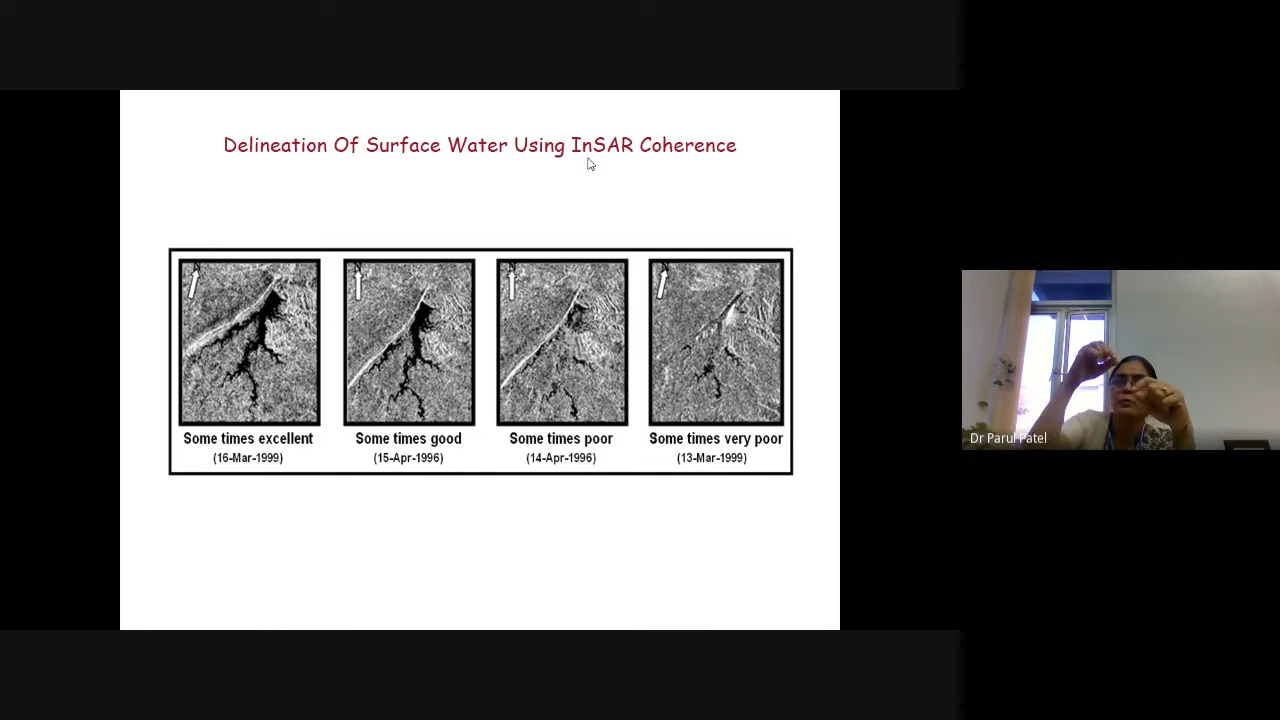 Delineation Of Surface Water Using InSAR Coherence
N N N N
Some times excellent Some times good Some times poor Some times very poor
(16-Mar-1999) (15-Apr-1996) (14-Apr-1996) (13-Mar-1999)
Dr Parul Patel